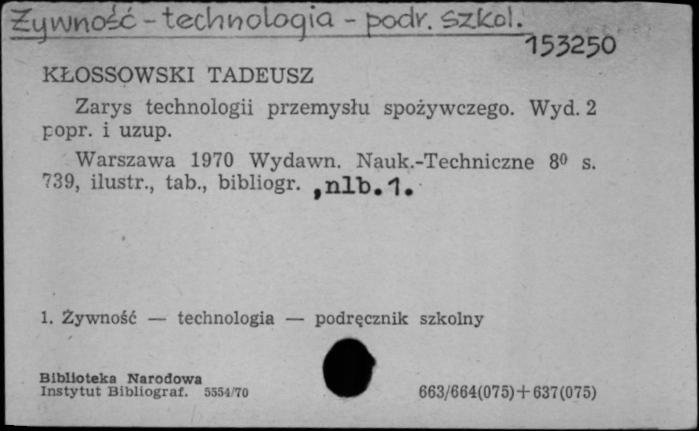 Żywność - technologia - podr. szkol.
153250
KŁOSSOWSKI TADEUSZ
Zarys technologii przemysłu spożywczego. Wyd. 2
popr. i uzup.
Warszawa 1970 Wydawn. Nauk.-Techniczne 8⁰ s.
739, ilustr., tab., bibliogr. , nlb. 1.
1. Żywność — technologia — podręcznik szkolny
Biblioteka Narodowa
Instytut Bibliograf. 5554/70
663/664(075)+637(075)